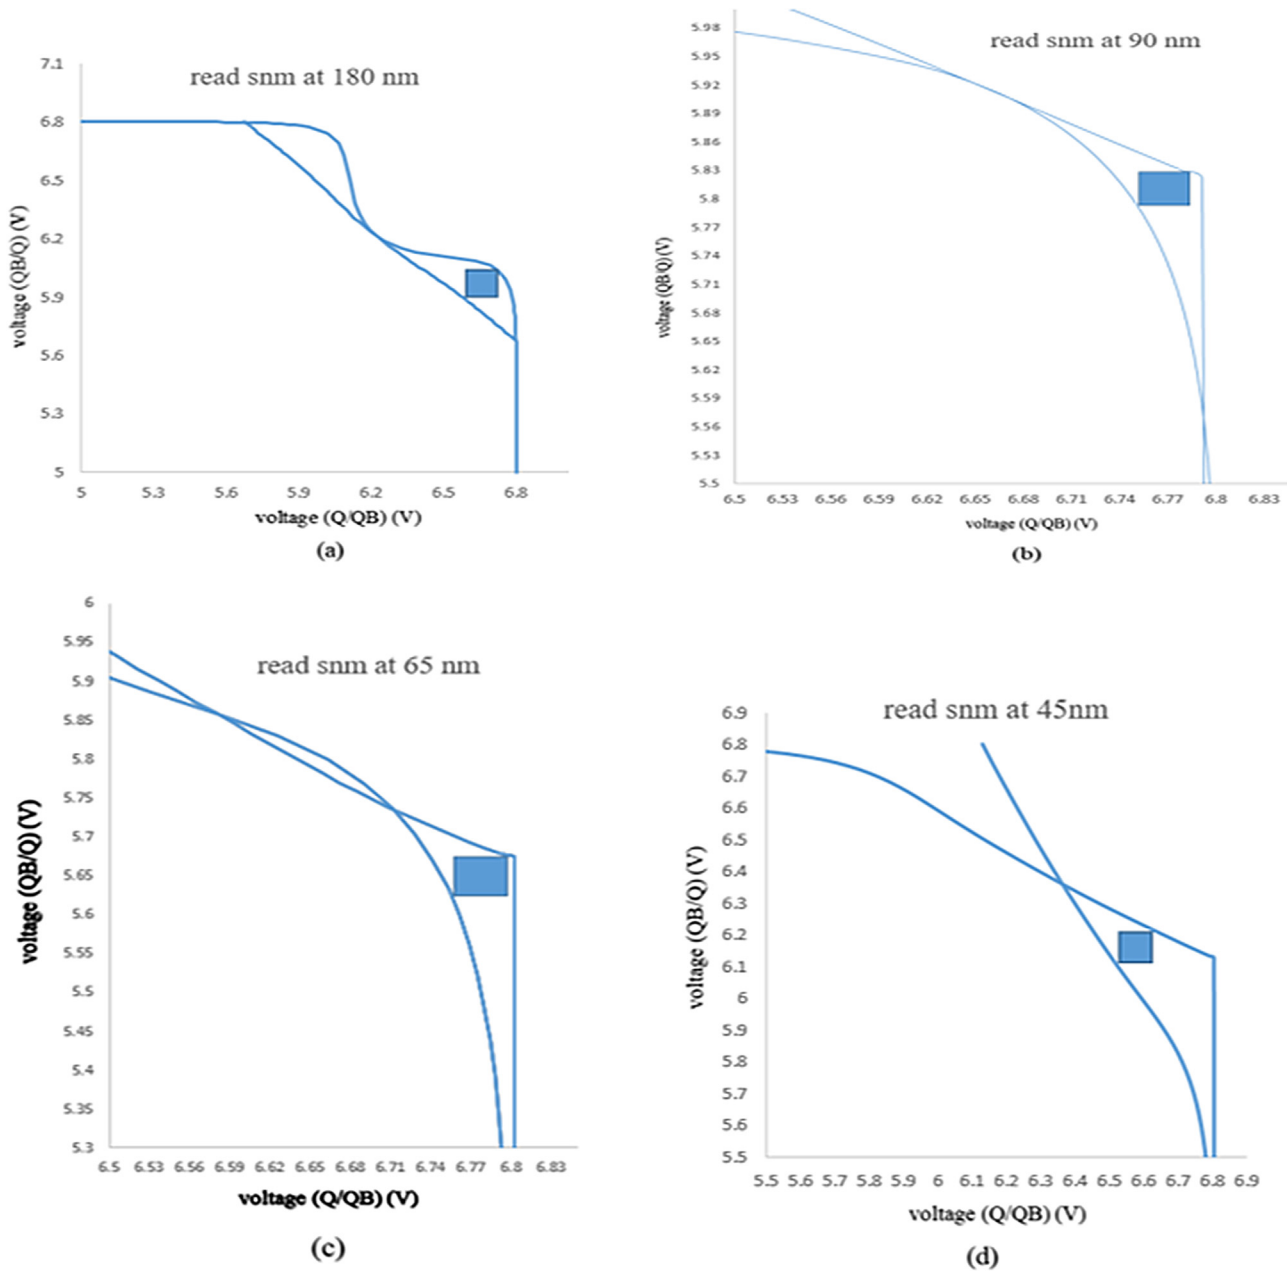 read snm at 180 nm
7.1
6.8
6.5
6.2
5.9
5.6
5.3
5
voltage (QB/Q) (V)
5 5.3 5.6 5.9 6.2 6.5 6.8
voltage (Q/QB) (V)
(a)
read snm at 90 nm
5.98
5.95
5.92
5.89
5.86
5.83
5.8
5.77
5.74
5.71
5.68
5.65
5.62
5.59
5.56
5.53
5.5
voltage (QB/Q) (V)
6.5 6.53 6.56 6.59 6.62 6.65 6.68 6.71 6.74 6.77 6.8 6.83
voltage (Q/QB) (V)
(b)
read snm at 65 nm
6
5.95
5.9
5.85
5.8
5.75
5.7
5.65
5.6
5.55
5.5
5.45
5.4
5.35
5.3
voltage (QB/Q) (V)
6.5 6.53 6.56 6.59 6.62 6.65 6.68 6.71 6.74 6.77 6.8 6.83
voltage (Q/QB) (V)
(c)
read snm at 45nm
6.9
6.8
6.7
6.6
6.5
6.4
6.3
6.2
6.1
6
5.9
5.8
5.7
5.6
5.5
voltage (QB/Q) (V)
5.5 5.6 5.7 5.8 5.9 6 6.1 6.2 6.3 6.4 6.5 6.6 6.7 6.8 6.9
voltage (Q/QB) (V)
(d)